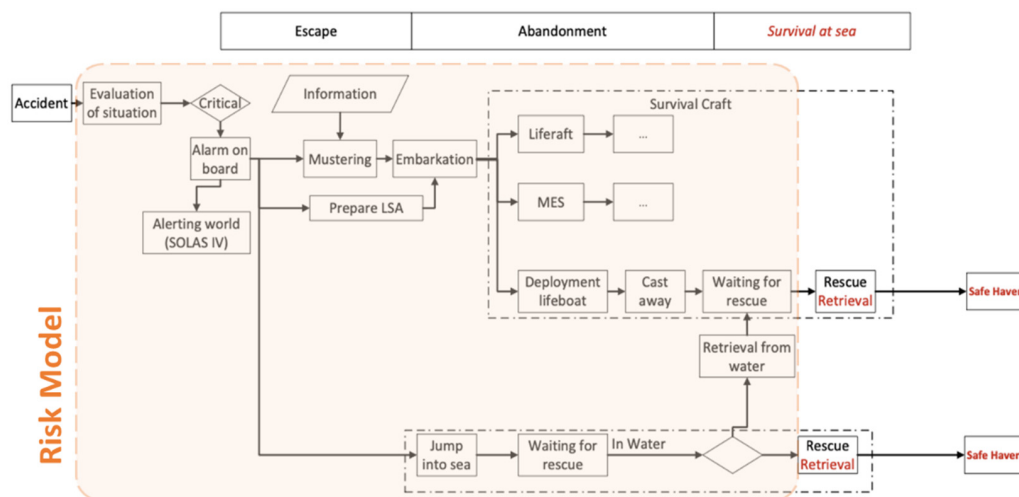 Escape
Abandonment
Survival at sea
Accident
Evaluation
of situation
Critical
Information
Survival Craft
Alarm on
board
Mustering
Embarkation
Liferaft
...
Prepare LSA
MES
...
Alerting world
(SOLAS IV)
Deployment
lifeboat
Cast
away
Waiting for
rescue
Rescue
Retrieval
Safe Haven
Retrieval from
water
Risk Model
Jump
into sea
Waiting for
rescue
In Water
Rescue
Retrieval
Safe Haven